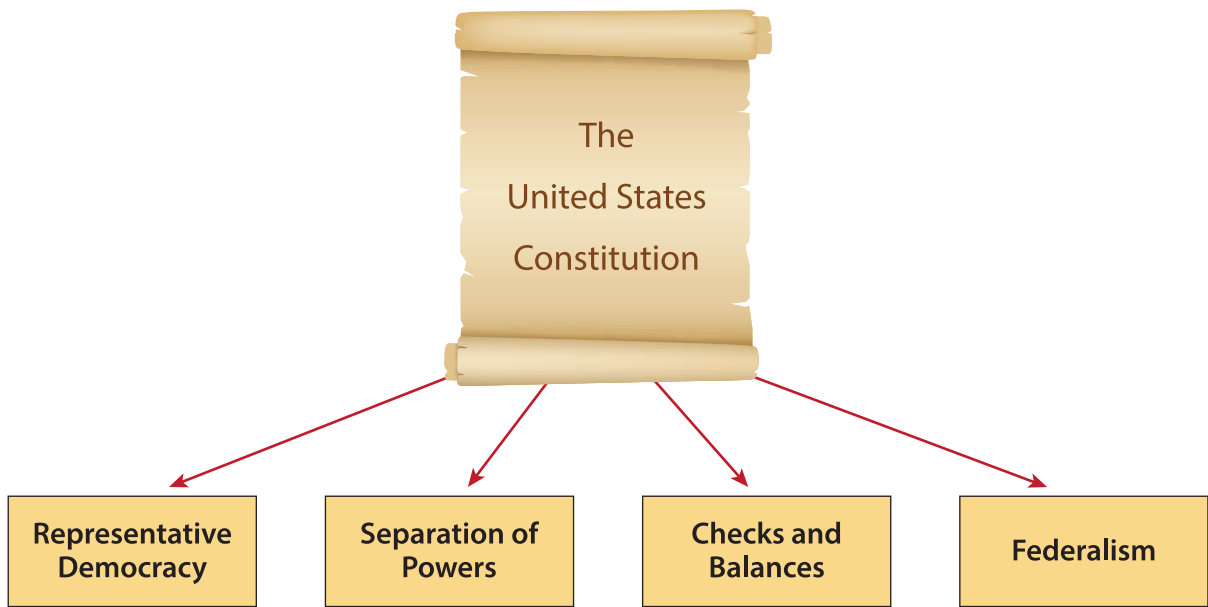 The
United States
Constitution
Representative
Democracy
Separation of
Powers
Checks and
Balances
Federalism